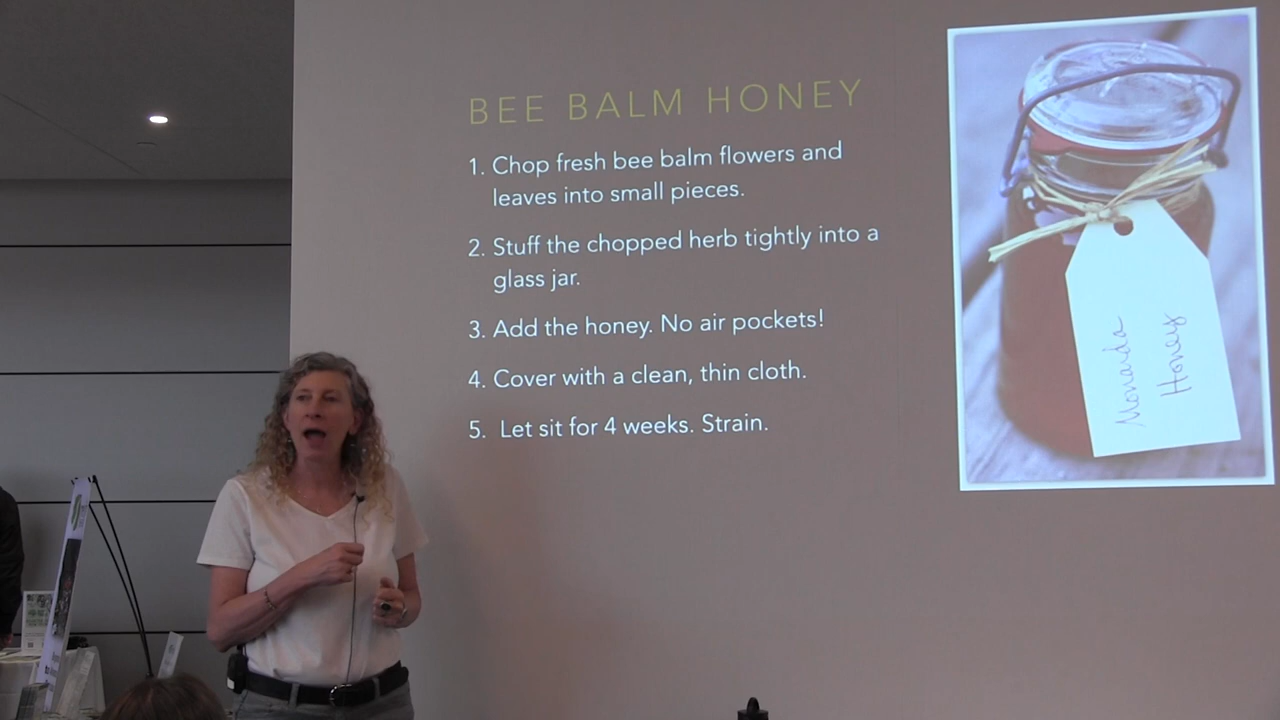 BEE BALM HONEY
1. Chop fresh bee balm flowers and
leaves into small pieces.
2. Stuff the chopped herb tightly into a
glass jar.
3. Add the honey. No air pockets!
4. Cover with a clean, thin cloth.
5. Let sit for 4 weeks. Strain.
Monarda
Honey